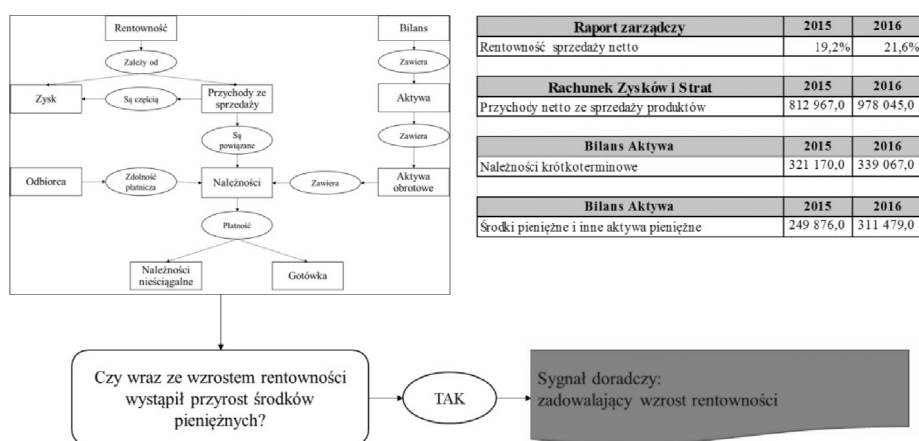 Rentowność
Bilans
Zależy od
Zawiera
Zysk
Są częścią
Przychody ze
sprzedaży
Aktywa
Są
powiązane
Zawiera
Odbiorca
Zdolność
płatnicza
Należności
Zawiera
Aktywa
obrotowe
Płatność
Należności
nieściągalne
Gotówka
Raport zarządczy 2015 2016
Rentowność sprzedaży netto 19,2% 21,6%
Rachunek Zysków i Strat 2015 2016
Przychody netto ze sprzedaży produktów 812 967,0 978 045,0
Bilans Aktywa 2015 2016
Należności krótkoterminowe 321 170,0 339 067,0
Bilans Aktywa 2015 2016
Środki pieniężne i inne aktywa pieniężne 249 876,0 311 479,0
Czy wraz ze wzrostem rentowności
wystąpił przyrost środków
pieniężnych?
TAK
Sygnał doradczy:
zadowalający wzrost rentowności